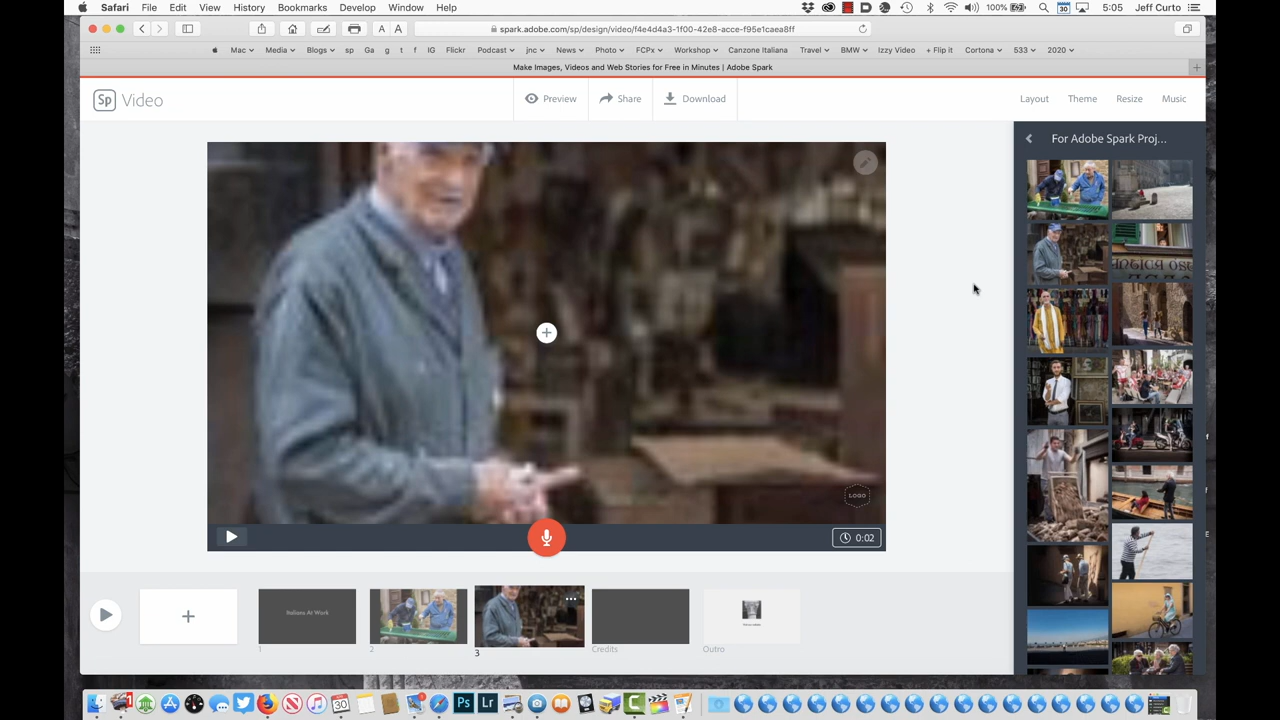 Safari File Edit View History Bookmarks Develop Window Help 30 100% 5:05 Jeff Curto
A A spark.adobe.com/sp/design/video/f4e4d4a3-1f00-42e8-acce-f95e1caea8ff
Mac Media Blogs sp Ga g t f IG Flickr Podcast jnc News Photo FCPx Workshop Canzone Italiana Travel BMW Izzy Video + Flip it Cortona 533 2020
Make Images, Videos and Web Stories for Free in Minutes | Adobe Spark
Sp Video Preview Share Download Layout Theme Resize Music
For Adobe Spark Proj...
LOGO
0:02
Italians At Work
1 2 3 Credits Outro
30 Ps Lr